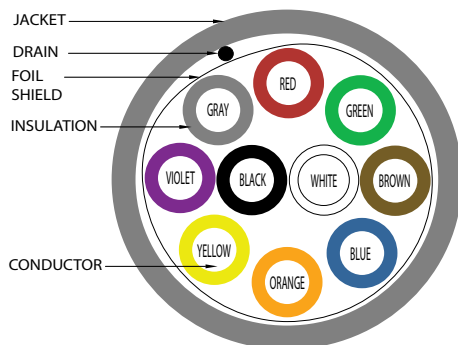 JACKET
DRAIN
FOIL
SHIELD
INSULATION
CONDUCTOR
RED
GRAY
GREEN
VIOLET
BLACK
WHITE
BROWN
YELLOW
BLUE
ORANGE